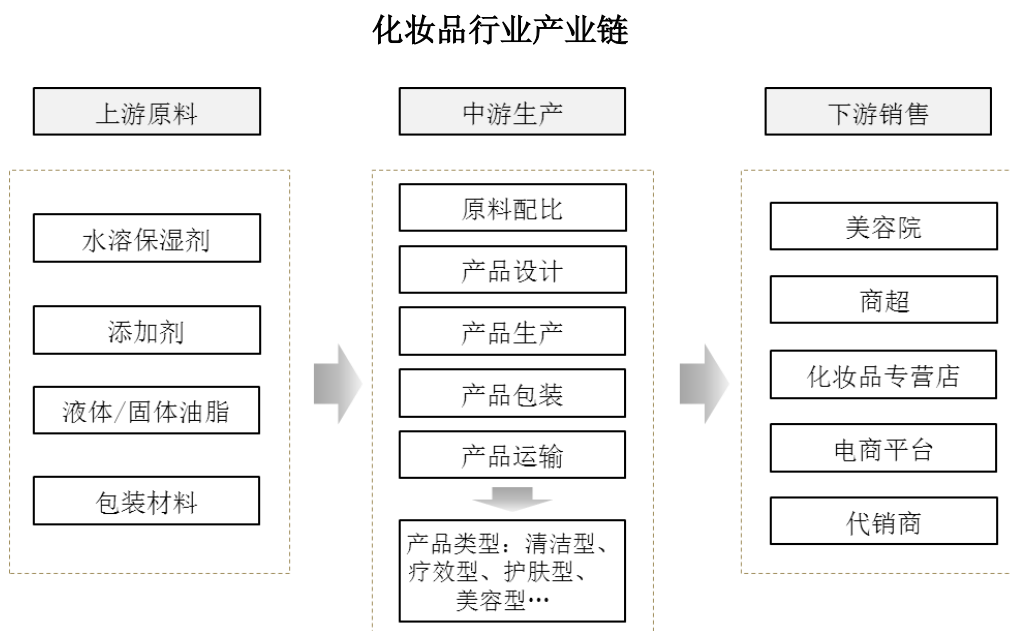 化妆品行业产业链
上游原料
水溶保湿剂
添加剂
液体/固体油脂
包装材料
中游生产
原料配比
产品设计
产品生产
产品包装
产品运输
产品类型：清洁型、
疗效型、护肤型、
美容型…
下游销售
美容院
商超
化妆品专营店
电商平台
代销商